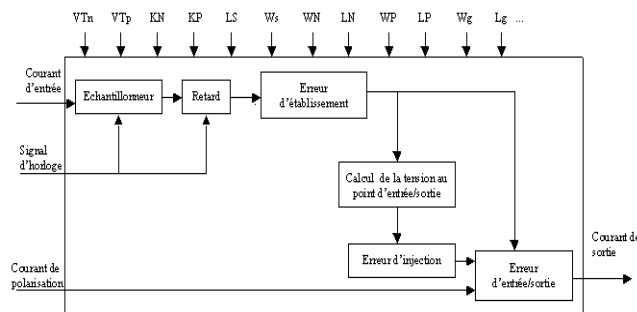 VTn VTp KN KP LS Ws WN LN WP LP Wg Lg ...
Courant
d'entrée
Echantillonneur
Retard
Erreur
d'établissement
Signal
d'horloge
Calcul de la tension au
point d'entrée/sortie
Courant de
sortie
Erreur d'injection
Erreur
d'entrée/sortie
Courant de
polarisation